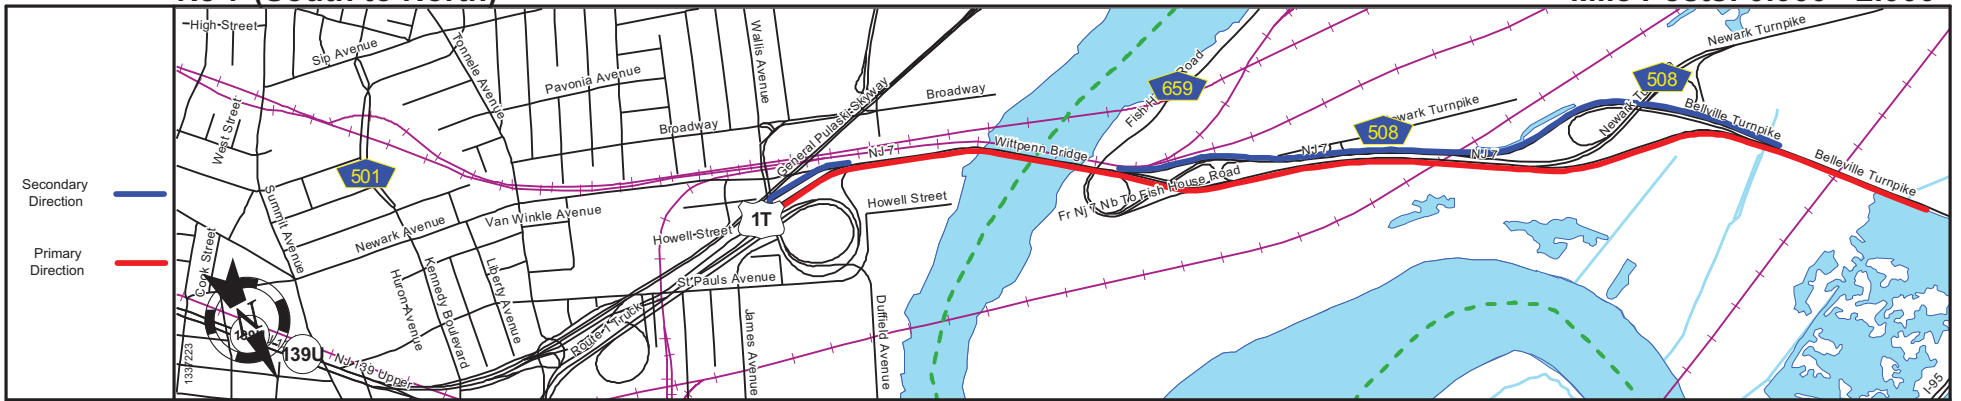 High Street
Sip Avenue
Tonnele Avenue
Pavonia Avenue
Wallis Avenue
Broadway
Broadway
General Pulaski Skyway
West Street
501
Summit Avenue
Newark Avenue
Van Winkle Avenue
Cook Street
Huron Avenue
Kennedy Boulevard
Liberty Avenue
Howell Street
1T
Howell Street
St Pauls Avenue
Route 1 Truck
James Avenue
Duffield Avenue
139U
NJ 139 Upper
1337223
NJ 7
Wittpenn Bridge
659
Road
Fr Nj 7 Nb To Fish House Road
NJ 7
508
Newark Turnpike
NJ 7
508
Newark Turnpike
Bellville Turnpike
Belleville Turnpike
I-95
Secondary
Direction
Primary
Direction